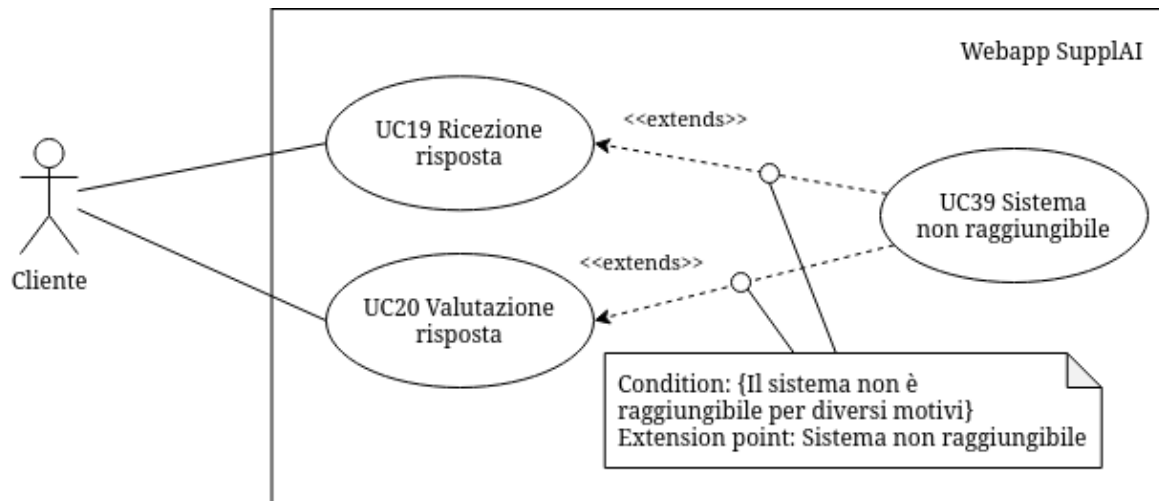 Webapp SupplAI
UC19 Ricezione
risposta
<<extends>>
UC39 Sistema
non raggiungibile
Cliente
<<extends>>
UC20 Valutazione
risposta
Condition: {Il sistema non è
raggiungibile per diversi motivi}
Extension point: Sistema non raggiungibile